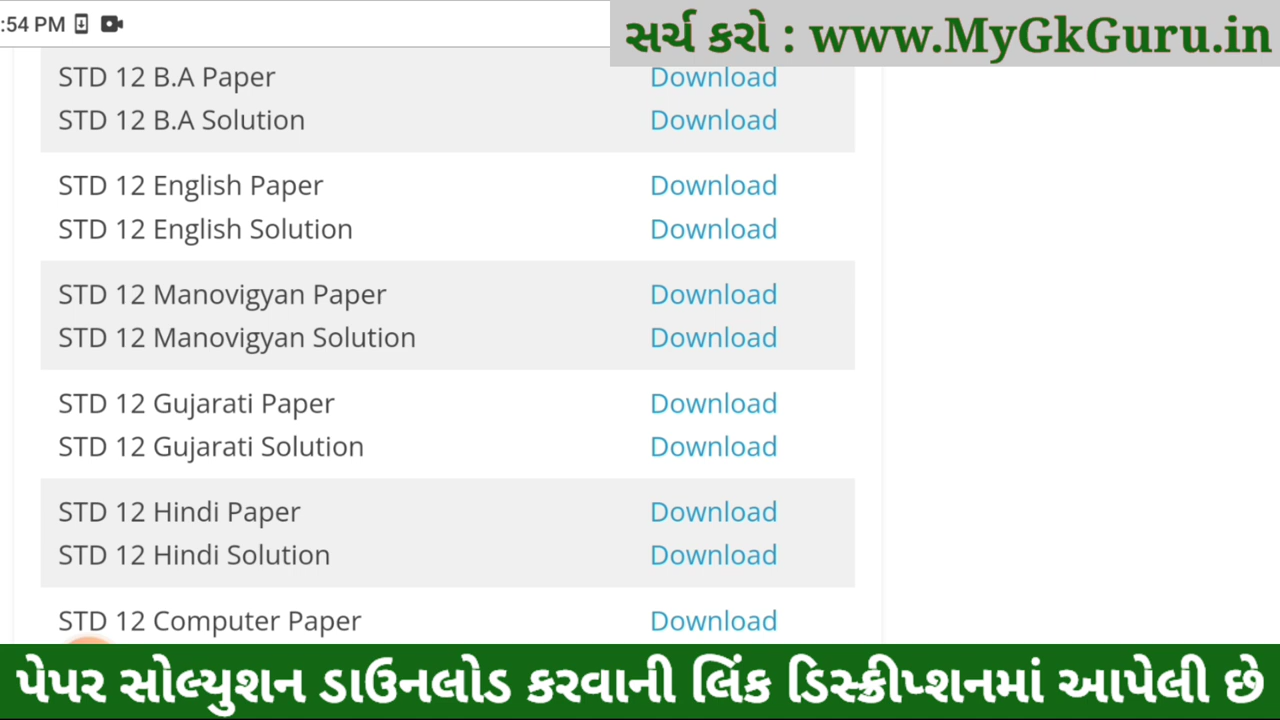 :54 PM
સર્ચ કરો : www.MyGkGuru.in
STD 12 B.A Paper Download
STD 12 B.A Solution Download
STD 12 English Paper Download
STD 12 English Solution Download
STD 12 Manovigyan Paper Download
STD 12 Manovigyan Solution Download
STD 12 Gujarati Paper Download
STD 12 Gujarati Solution Download
STD 12 Hindi Paper Download
STD 12 Hindi Solution Download
STD 12 Computer Paper Download
પેપર સોલ્યુશન ડાઉનલોડ કરવાની લિંક ડિસ્ક્રીપ્શનમાં આપેલી છે